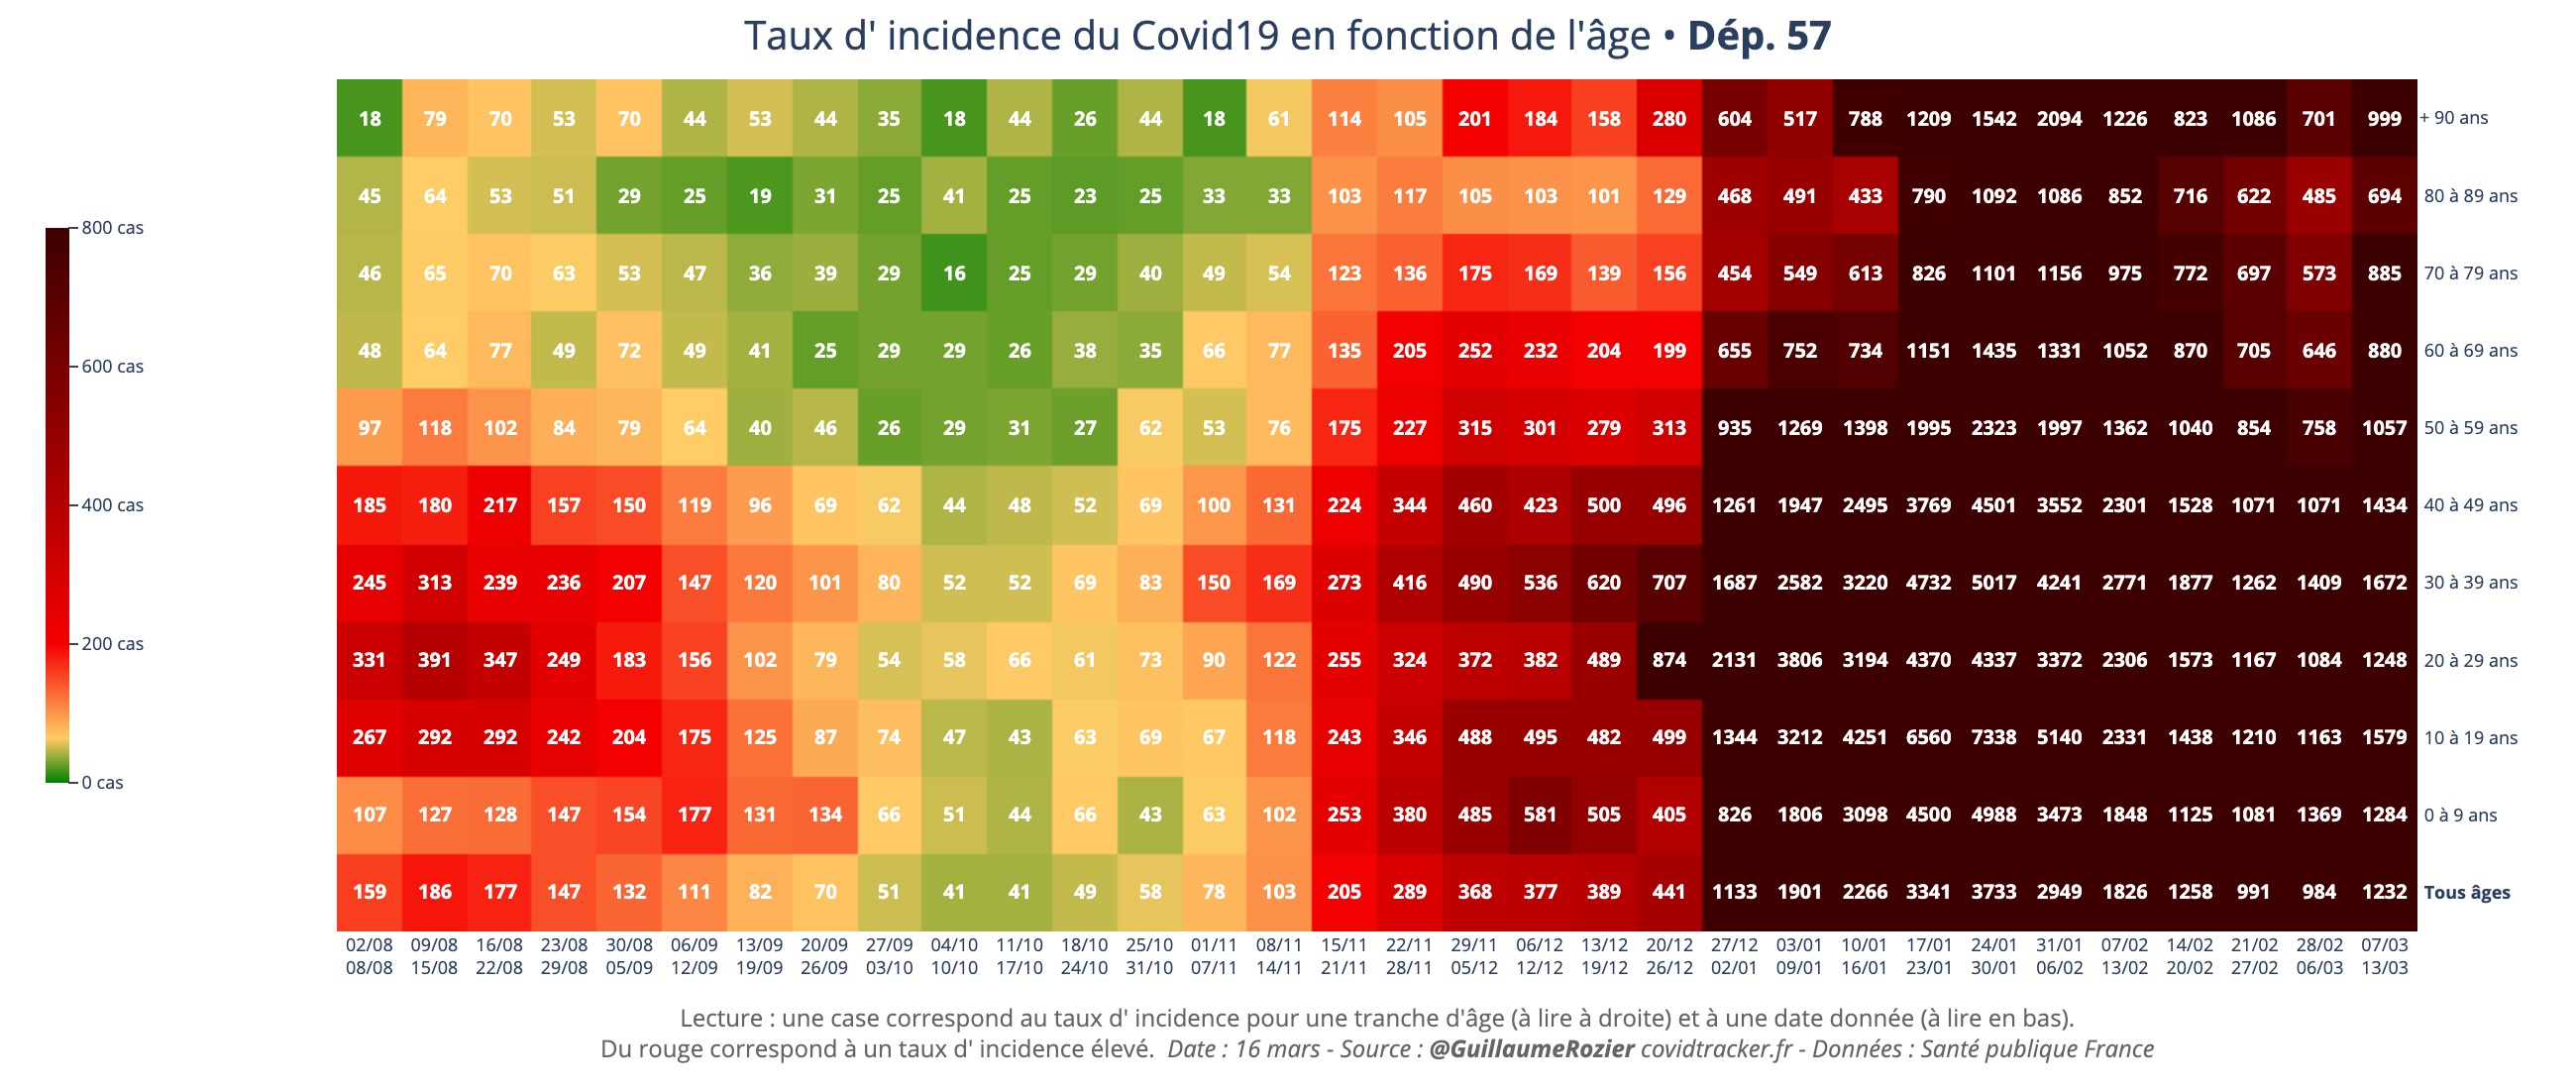 Taux d' incidence du Covid19 en fonction de l'âge • Dép. 57
18 79 70 53 70 44 53 44 35 18 44 26 44 18 61 114 105 201 184 158 280 604 517 788 1209 1542 2094 1226 823 1086 701 999 + 90 ans
45 64 53 51 29 25 19 31 25 41 25 23 25 33 33 103 117 105 103 101 129 468 491 433 790 1092 1086 852 716 622 485 694 80 à 89 ans
800 cas
46 65 70 63 53 47 36 39 29 16 25 29 40 49 54 123 136 175 169 139 156 454 549 613 826 1101 1156 975 772 697 573 885 70 à 79 ans
48 64 77 49 72 49 41 25 29 29 26 38 35 66 77 135 205 252 232 204 199 655 752 734 1151 1435 1331 1052 870 705 646 880 60 à 69 ans
600 cas
97 118 102 84 79 64 40 46 26 29 31 27 62 53 76 175 227 315 301 279 313 935 1269 1398 1995 2323 1997 1362 1040 854 758 1057 50 à 59 ans
400 cas
185 180 217 157 150 119 96 69 62 44 48 52 69 100 131 224 344 460 423 500 496 1261 1947 2495 3769 4501 3552 2301 1528 1071 1071 1434 40 à 49 ans
245 313 239 236 207 147 120 101 80 52 52 69 83 150 169 273 416 490 536 620 707 1687 2582 3220 4732 5017 4241 2771 1877 1262 1409 1672 30 à 39 ans
200 cas
331 391 347 249 183 156 102 79 54 58 66 61 73 90 122 255 324 372 382 489 874 2131 3806 3194 4370 4337 3372 2306 1573 1167 1084 1248 20 à 29 ans
267 292 292 242 204 175 125 87 74 47 43 63 69 67 118 243 346 488 495 482 499 1344 3212 4251 6560 7338 5140 2331 1438 1210 1163 1579 10 à 19 ans
0 cas
107 127 128 147 154 177 131 134 66 51 44 66 43 63 102 253 380 485 581 505 405 826 1806 3098 4500 4988 3473 1848 1125 1081 1369 1284 0 à 9 ans
159 186 177 147 132 111 82 70 51 41 41 49 58 78 103 205 289 368 377 389 441 1133 1901 2266 3341 3733 2949 1826 1258 991 984 1232 Tous âges
02/08 09/08 16/08 23/08 30/08 06/09 13/09 20/09 27/09 04/10 11/10 18/10 25/10 01/11 08/11 15/11 22/11 29/11 06/12 13/12 20/12 27/12 03/01 10/01 17/01 24/01 31/01 07/02 14/02 21/02 28/02 07/03
08/08 15/08 22/08 29/08 05/09 12/09 19/09 26/09 03/10 10/10 17/10 24/10 31/10 07/11 14/11 21/11 28/11 05/12 12/12 19/12 26/12 02/01 09/01 16/01 23/01 30/01 06/02 13/02 20/02 27/02 06/03 13/03
Lecture : une case correspond au taux d' incidence pour une tranche d'âge (à lire à droite) et à une date donnée (à lire en bas).
Du rouge correspond à un taux d' incidence élevé. Date : 16 mars - Source : @GuillaumeRozier covidtracker.fr - Données : Santé publique France